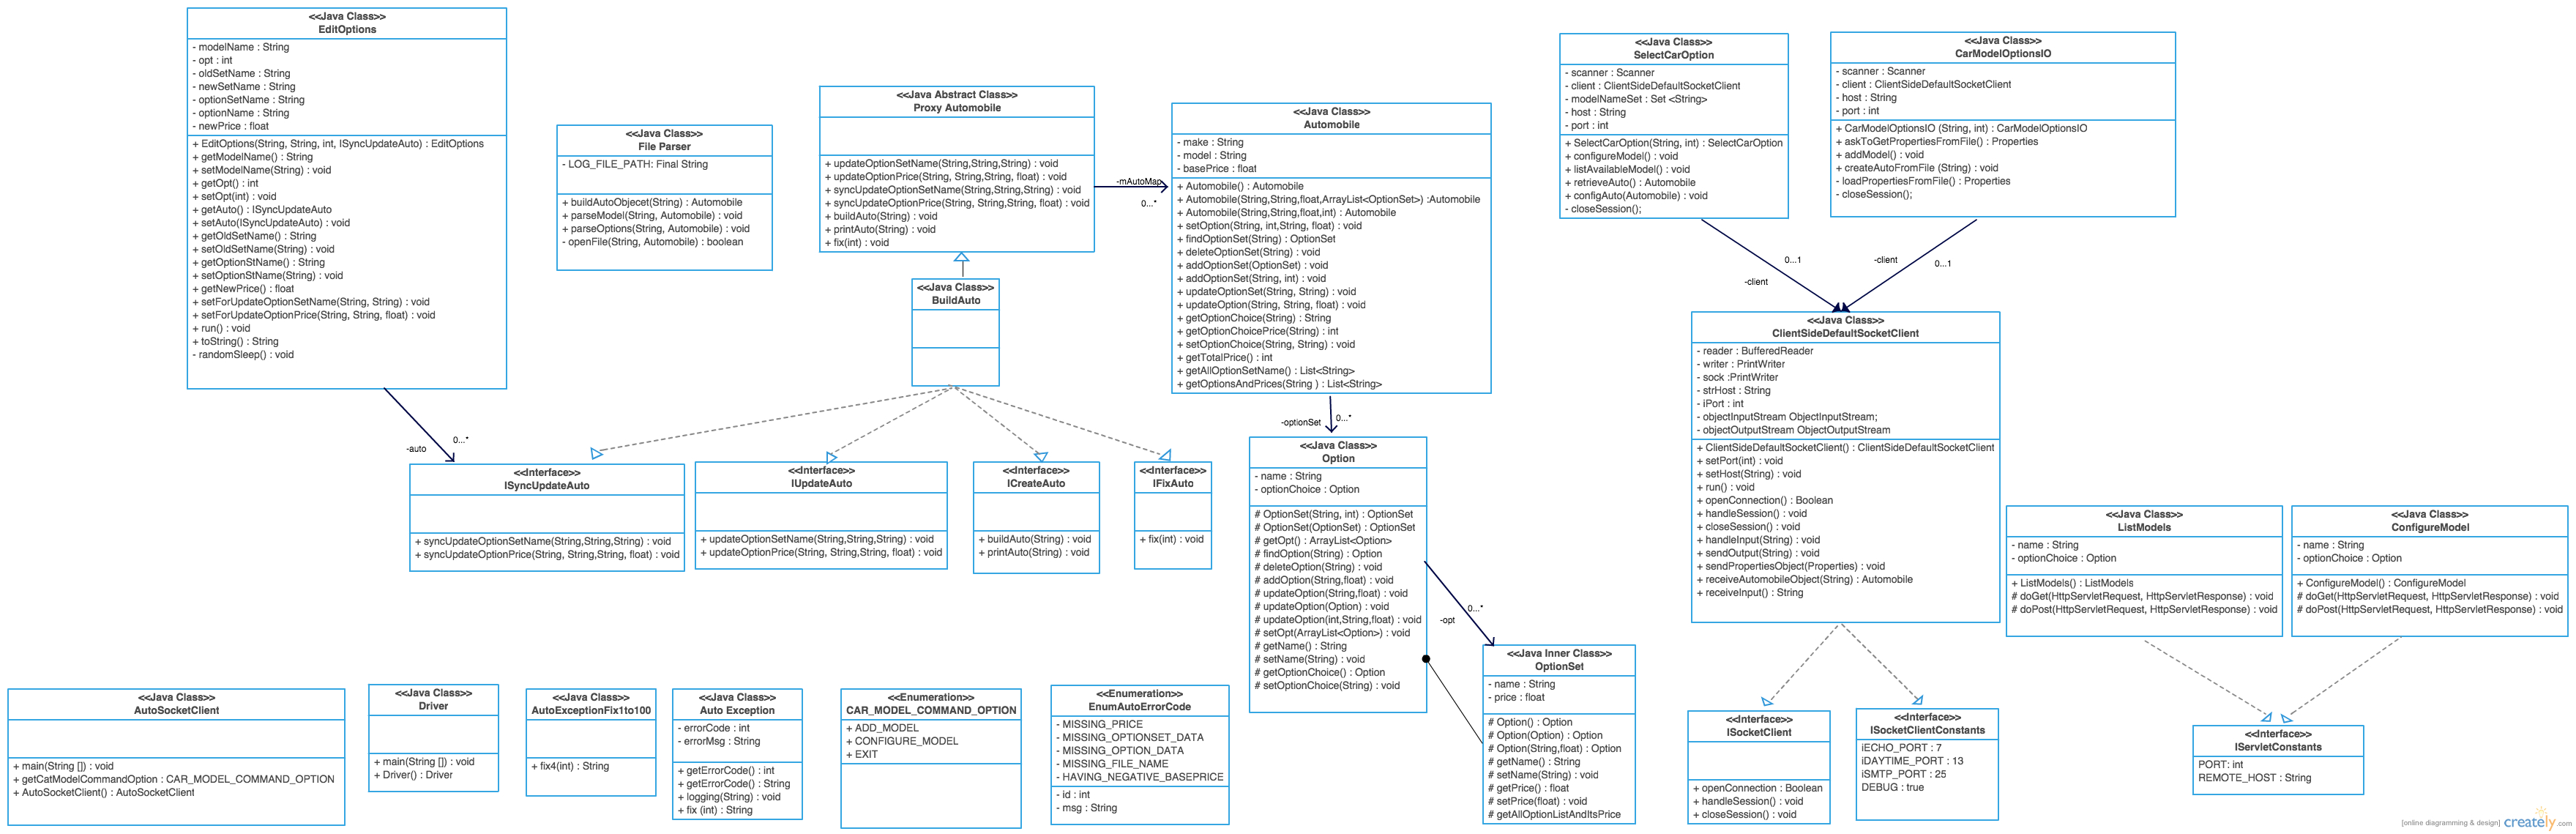 <<Java Class>>
EditOptions
- modelName : String
- opt : int
- oldSetName : String
- newSetName : String
- optionSetName : String
- optionName : String
- newPrice : float
+ EditOptions(String, String, int, ISyncUpdateAuto) : EditOptions
+ getModelName() : String
+ setModelName(String) : void
+ getOpt() : int
+ setOpt(int) : void
+ getAuto() : ISyncUpdateAuto
+ setAuto(ISyncUpdateAuto) : void
+ getOldSetName() : String
+ setOldSetName(String) : void
+ getOptionStName() : String
+ setOptionStName(String) : void
+ getNewPrice() : float
+ setForUpdateOptionSetName(String, String) : void
+ setForUpdateOptionPrice(String, String, float) : void
+ run() : void
+ toString() : String
- randomSleep() : void
<<Java Class>>
File Parser
- LOG_FILE_PATH: Final String
+ buildAutoObjecet(String) : Automobile
+ parseModel(String, Automobile) : void
+ parseOptions(String, Automobile) : void
- openFile(String, Automobile) : boolean
<<Java Abstract Class>>
Proxy Automobile
+ updateOptionSetName(String,String,String) : void
+ updateOptionPrice(String, String,String, float) : void
+ syncUpdateOptionSetName(String,String,String) : void
+ syncUpdateOptionPrice(String, String,String, float) : void
+ buildAuto(String) : void
+ printAuto(String) : void
+ fix(int) : void
-mAutoMap
0...*
<<Java Class>>
Automobile
- make : String
- model : String
- basePrice : float
+ Automobile() : Automobile
+ Automobile(String,String,float,ArrayList<OptionSet>) :Automobile
+ Automobile(String,String,float,int) : Automobile
+ setOption(String, int,String, float) : void
+ findOptionSet(String) : OptionSet
+ deleteOptionSet(String) : void
+ addOptionSet(OptionSet) : void
+ addOptionSet(String, int) : void
+ updateOptionSet(String, String) : void
+ updateOption(String, String, float) : void
+ getOptionChoice(String) : String
+ getOptionChoicePrice(String) : int
+ setOptionChoice(String, String) : void
+ getTotalPrice() : int
+ getAllOptionSetName() : List<String>
+ getOptionsAndPrices(String ) : List<String>
<<Java Class>>
SelectCarOption
- scanner : Scanner
- client : ClientSideDefaultSocketClient
- modelNameSet : Set <String>
- host : String
- port : int
+ SelectCarOption(String, int) : SelectCarOption
+ configureModel() : void
+ listAvailableModel() : void
+ retrieveAuto() : Automobile
+ configAuto(Automobile) : void
- closeSession();
<<Java Class>>
CarModelOptionsIO
- scanner : Scanner
- client : ClientSideDefaultSocketClient
- host : String
- port : int
+ CarModelOptionsIO (String, int) : CarModelOptionsIO
+ askToGetPropertiesFromFile() : Properties
+ addModel() : void
+ createAutoFromFile (String) : void
- loadPropertiesFromFile() : Properties
- closeSession();
0...1
-client
-client
0...1
<<Java Class>>
BuildAuto
-auto
0...*
-optionSet
0...*
<<Interface>>
ISyncUpdateAuto
+ syncUpdateOptionSetName(String,String,String) : void
+ syncUpdateOptionPrice(String, String,String, float) : void
<<Interface>>
IUpdateAuto
+ updateOptionSetName(String,String,String) : void
+ updateOptionPrice(String, String,String, float) : void
<<Interface>>
ICreateAuto
+ buildAuto(String) : void
+ printAuto(String) : void
<<Interface>>
IFixAuto
+ fix(int) : void
<<Java Class>>
Option
- name : String
- optionChoice : Option
# OptionSet(String, int) : OptionSet
# OptionSet(OptionSet) : OptionSet
# getOpt() : ArrayList<Option>
# findOption(String) : Option
# deleteOption(String) : void
# addOption(String,float) : void
# updateOption(String,float) : void
# updateOption(Option) : void
# updateOption(int,String,float) : void
# setOpt(ArrayList<Option>) : void
# getName() : String
# setName(String) : void
# getOptionChoice() : Option
# setOptionChoice(String) : void
0...*
-opt
<<Java Inner Class>>
OptionSet
- name : String
- price : float
# Option() : Option
# Option(Option) : Option
# Option(String,float) : Option
# getName() : String
# setName(String) : void
# getPrice() : float
# setPrice(float) : void
# getAllOptionListAndItsPrice
<<Java Class>>
ClientSideDefaultSocketClient
- reader : BufferedReader
- writer : PrintWriter
- sock :PrintWriter
- strHost : String
- iPort : int
- objectInputStream ObjectInputStream;
- objectOutputStream ObjectOutputStream
+ ClientSideDefaultSocketClient() : ClientSideDefaultSocketClient
+ setPort(int) : void
+ setHost(String) : void
+ run() : void
+ openConnection() : Boolean
+ handleSession() : void
+ closeSession() : void
+ handleInput(String) : void
+ sendOutput(String) : void
+ sendPropertiesObject(Properties) : void
+ receiveAutomobileObject(String) : Automobile
+ receiveInput() : String
<<Java Class>>
ListModels
- name : String
- optionChoice : Option
+ ListModels() : ListModels
# doGet(HttpServletRequest, HttpServletResponse) : void
# doPost(HttpServletRequest, HttpServletResponse) : void
<<Java Class>>
ConfigureModel
- name : String
- optionChoice : Option
+ ConfigureModel() : ConfigureModel
# doGet(HttpServletRequest, HttpServletResponse) : void
# doPost(HttpServletRequest, HttpServletResponse) : void
<<Java Class>>
AutoSocketClient
+ main(String []) : void
+ getCatModelCommandOption : CAR_MODEL_COMMAND_OPTION
+ AutoSocketClient() : AutoSocketClient
<<Java Class>>
Driver
+ main(String []) : void
+ Driver() : Driver
<<Java Class>>
AutoExceptionFix1to100
+ fix4(int) : String
<<Java Class>>
Auto Exception
- errorCode : int
- errorMsg : String
+ getErrorCode() : int
+ getErrorCode() : String
+ logging(String) : void
+ fix (int) : String
<<Enumeration>>
CAR_MODEL_COMMAND_OPTION
+ ADD_MODEL
+ CONFIGURE_MODEL
+ EXIT
<<Enumeration>>
EnumAutoErrorCode
- MISSING_PRICE
- MISSING_OPTIONSET_DATA
- MISSING_OPTION_DATA
- MISSING_FILE_NAME
- HAVING_NEGATIVE_BASEPRICE
- id : int
- msg : String
<<Interface>>
ISocketClient
+ openConnection : Boolean
+ handleSession() : void
+ closeSession() : void
<<Interface>>
ISocketClientConstants
iECHO_PORT : 7
iDAYTIME_PORT : 13
iSMTP_PORT : 25
DEBUG : true
<<Interface>>
IServletConstants
PORT: int
REMOTE_HOST : String
[online diagramming & design] creately.com